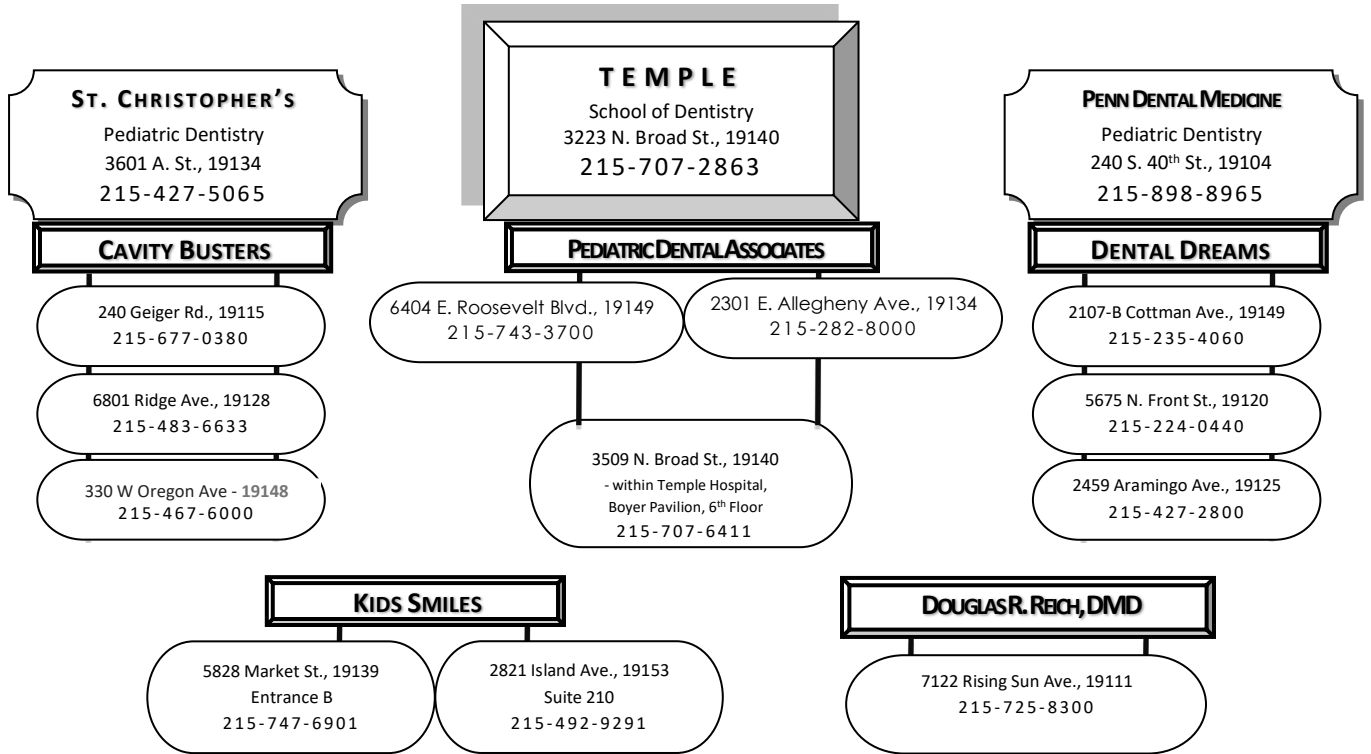 ST. CHRISTOPHER'S
Pediatric Dentistry
3601 A. St., 19134
215-427-5065
TEMPLE
School of Dentistry
3223 N. Broad St., 19140
215-707-2863
PENN DENTAL MEDICINE
Pediatric Dentistry
240 S. 40th St., 19104
215-898-8965
CAVITY BUSTERS
240 Geiger Rd., 19115
215-677-0380
6801 Ridge Ave., 19128
215-483-6633
330 W Oregon Ave - 19148
215-467-6000
PEDIATRIC DENTAL ASSOCIATES
6404 E. Roosevelt Blvd., 19149
215-743-3700
2301 E. Allegheny Ave., 19134
215-282-8000
3509 N. Broad St., 19140
- within Temple Hospital,
Boyer Pavilion, 6th Floor
215-707-6411
DENTAL DREAMS
2107-B Cottman Ave., 19149
215-235-4060
5675 N. Front St., 19120
215-224-0440
2459 Aramingo Ave., 19125
215-427-2800
KIDS SMILES
5828 Market St., 19139
Entrance B
215-747-6901
2821 Island Ave., 19153
Suite 210
215-492-9291
DOUGLAS R. REICH, DMD
7122 Rising Sun Ave., 19111
215-725-8300